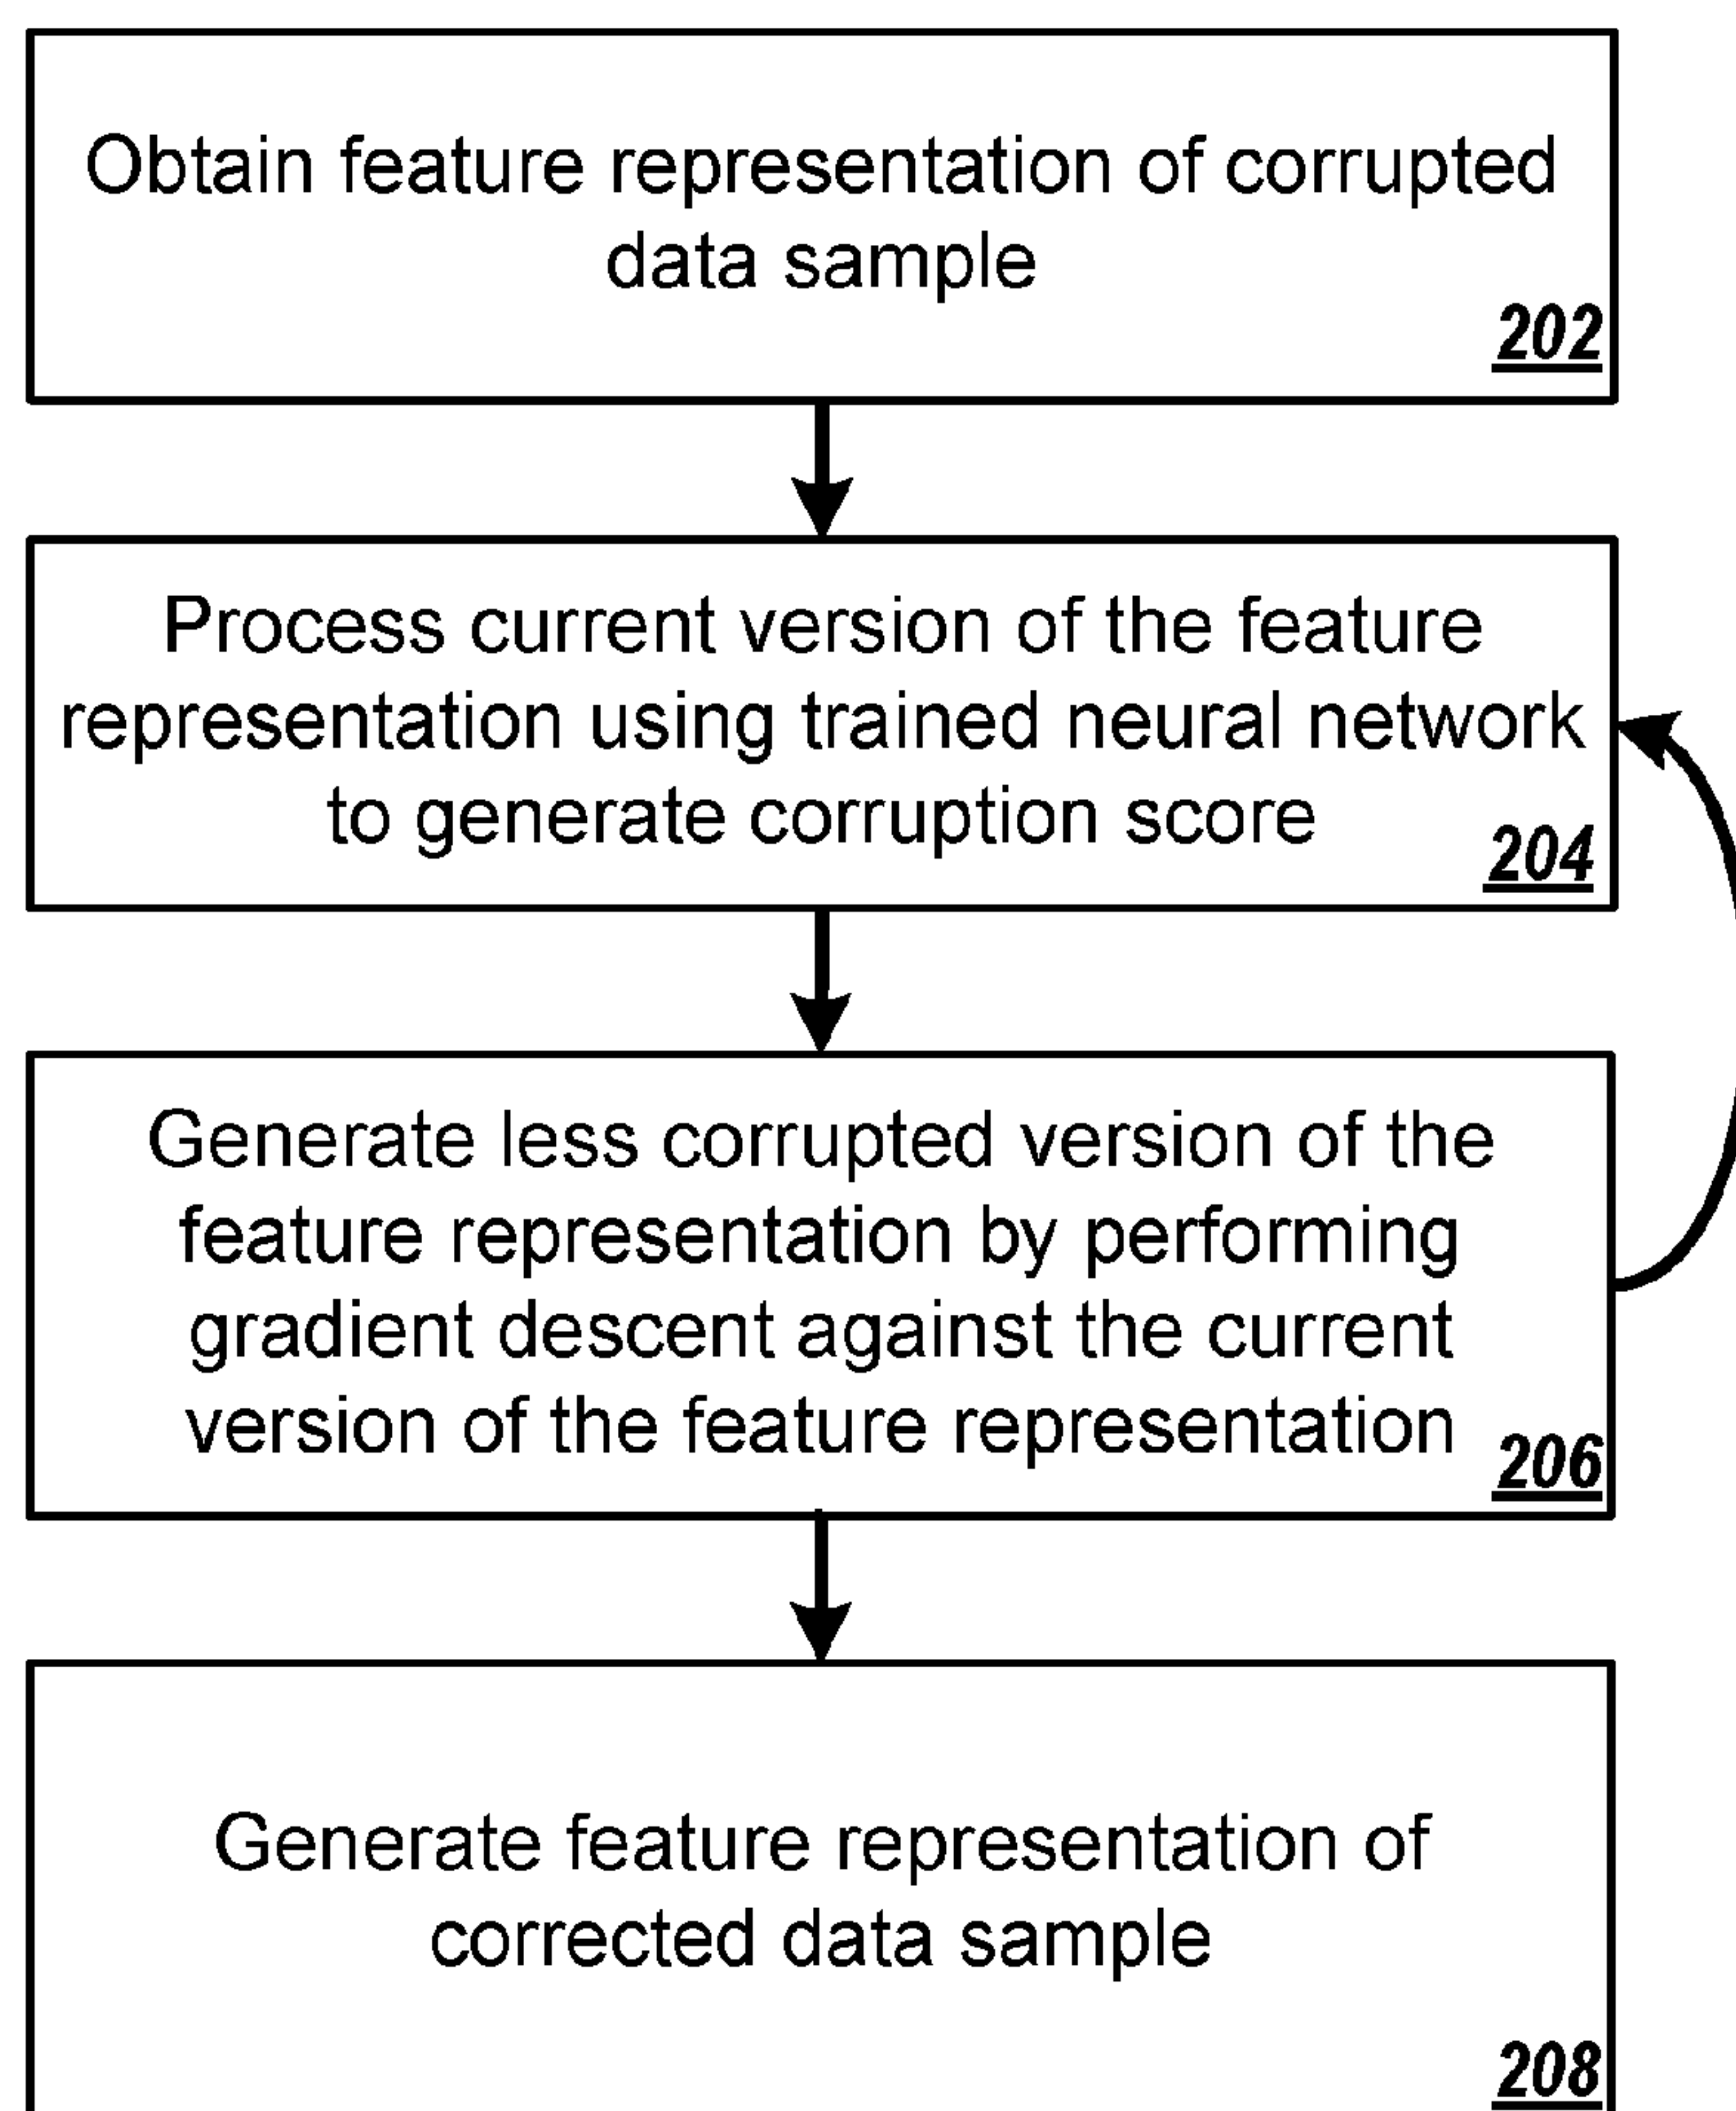 Obtain feature representation of corrupted
data sample
202
Process current version of the feature
representation using trained neural network
to generate corruption score
204
Generate less corrupted version of the
feature representation by performing
gradient descent against the current
version of the feature representation
206
Generate feature representation of
corrected data sample
208